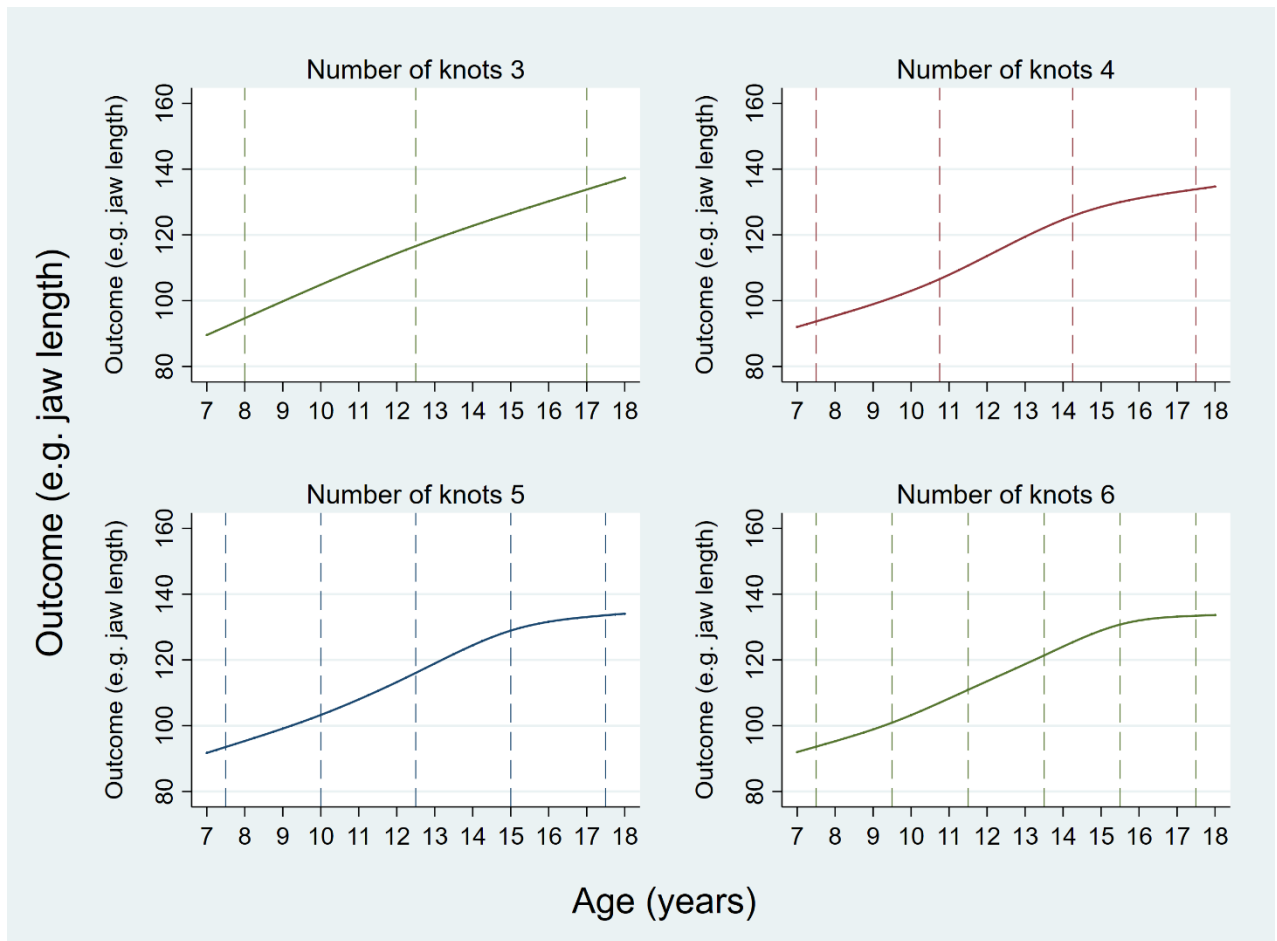 Number of knots 3
Outcome (e.g. jaw length)
160
140
120
100
80
7 8 9 10 11 12 13 14 15 16 17 18
Number of knots 4
Outcome (e.g. jaw length)
160
140
120
100
80
7 8 9 10 11 12 13 14 15 16 17 18
Outcome (e.g. jaw length)
Number of knots 5
Outcome (e.g. jaw length)
160
140
120
100
80
7 8 9 10 11 12 13 14 15 16 17 18
Number of knots 6
Outcome (e.g. jaw length)
160
140
120
100
80
7 8 9 10 11 12 13 14 15 16 17 18
Age (years)